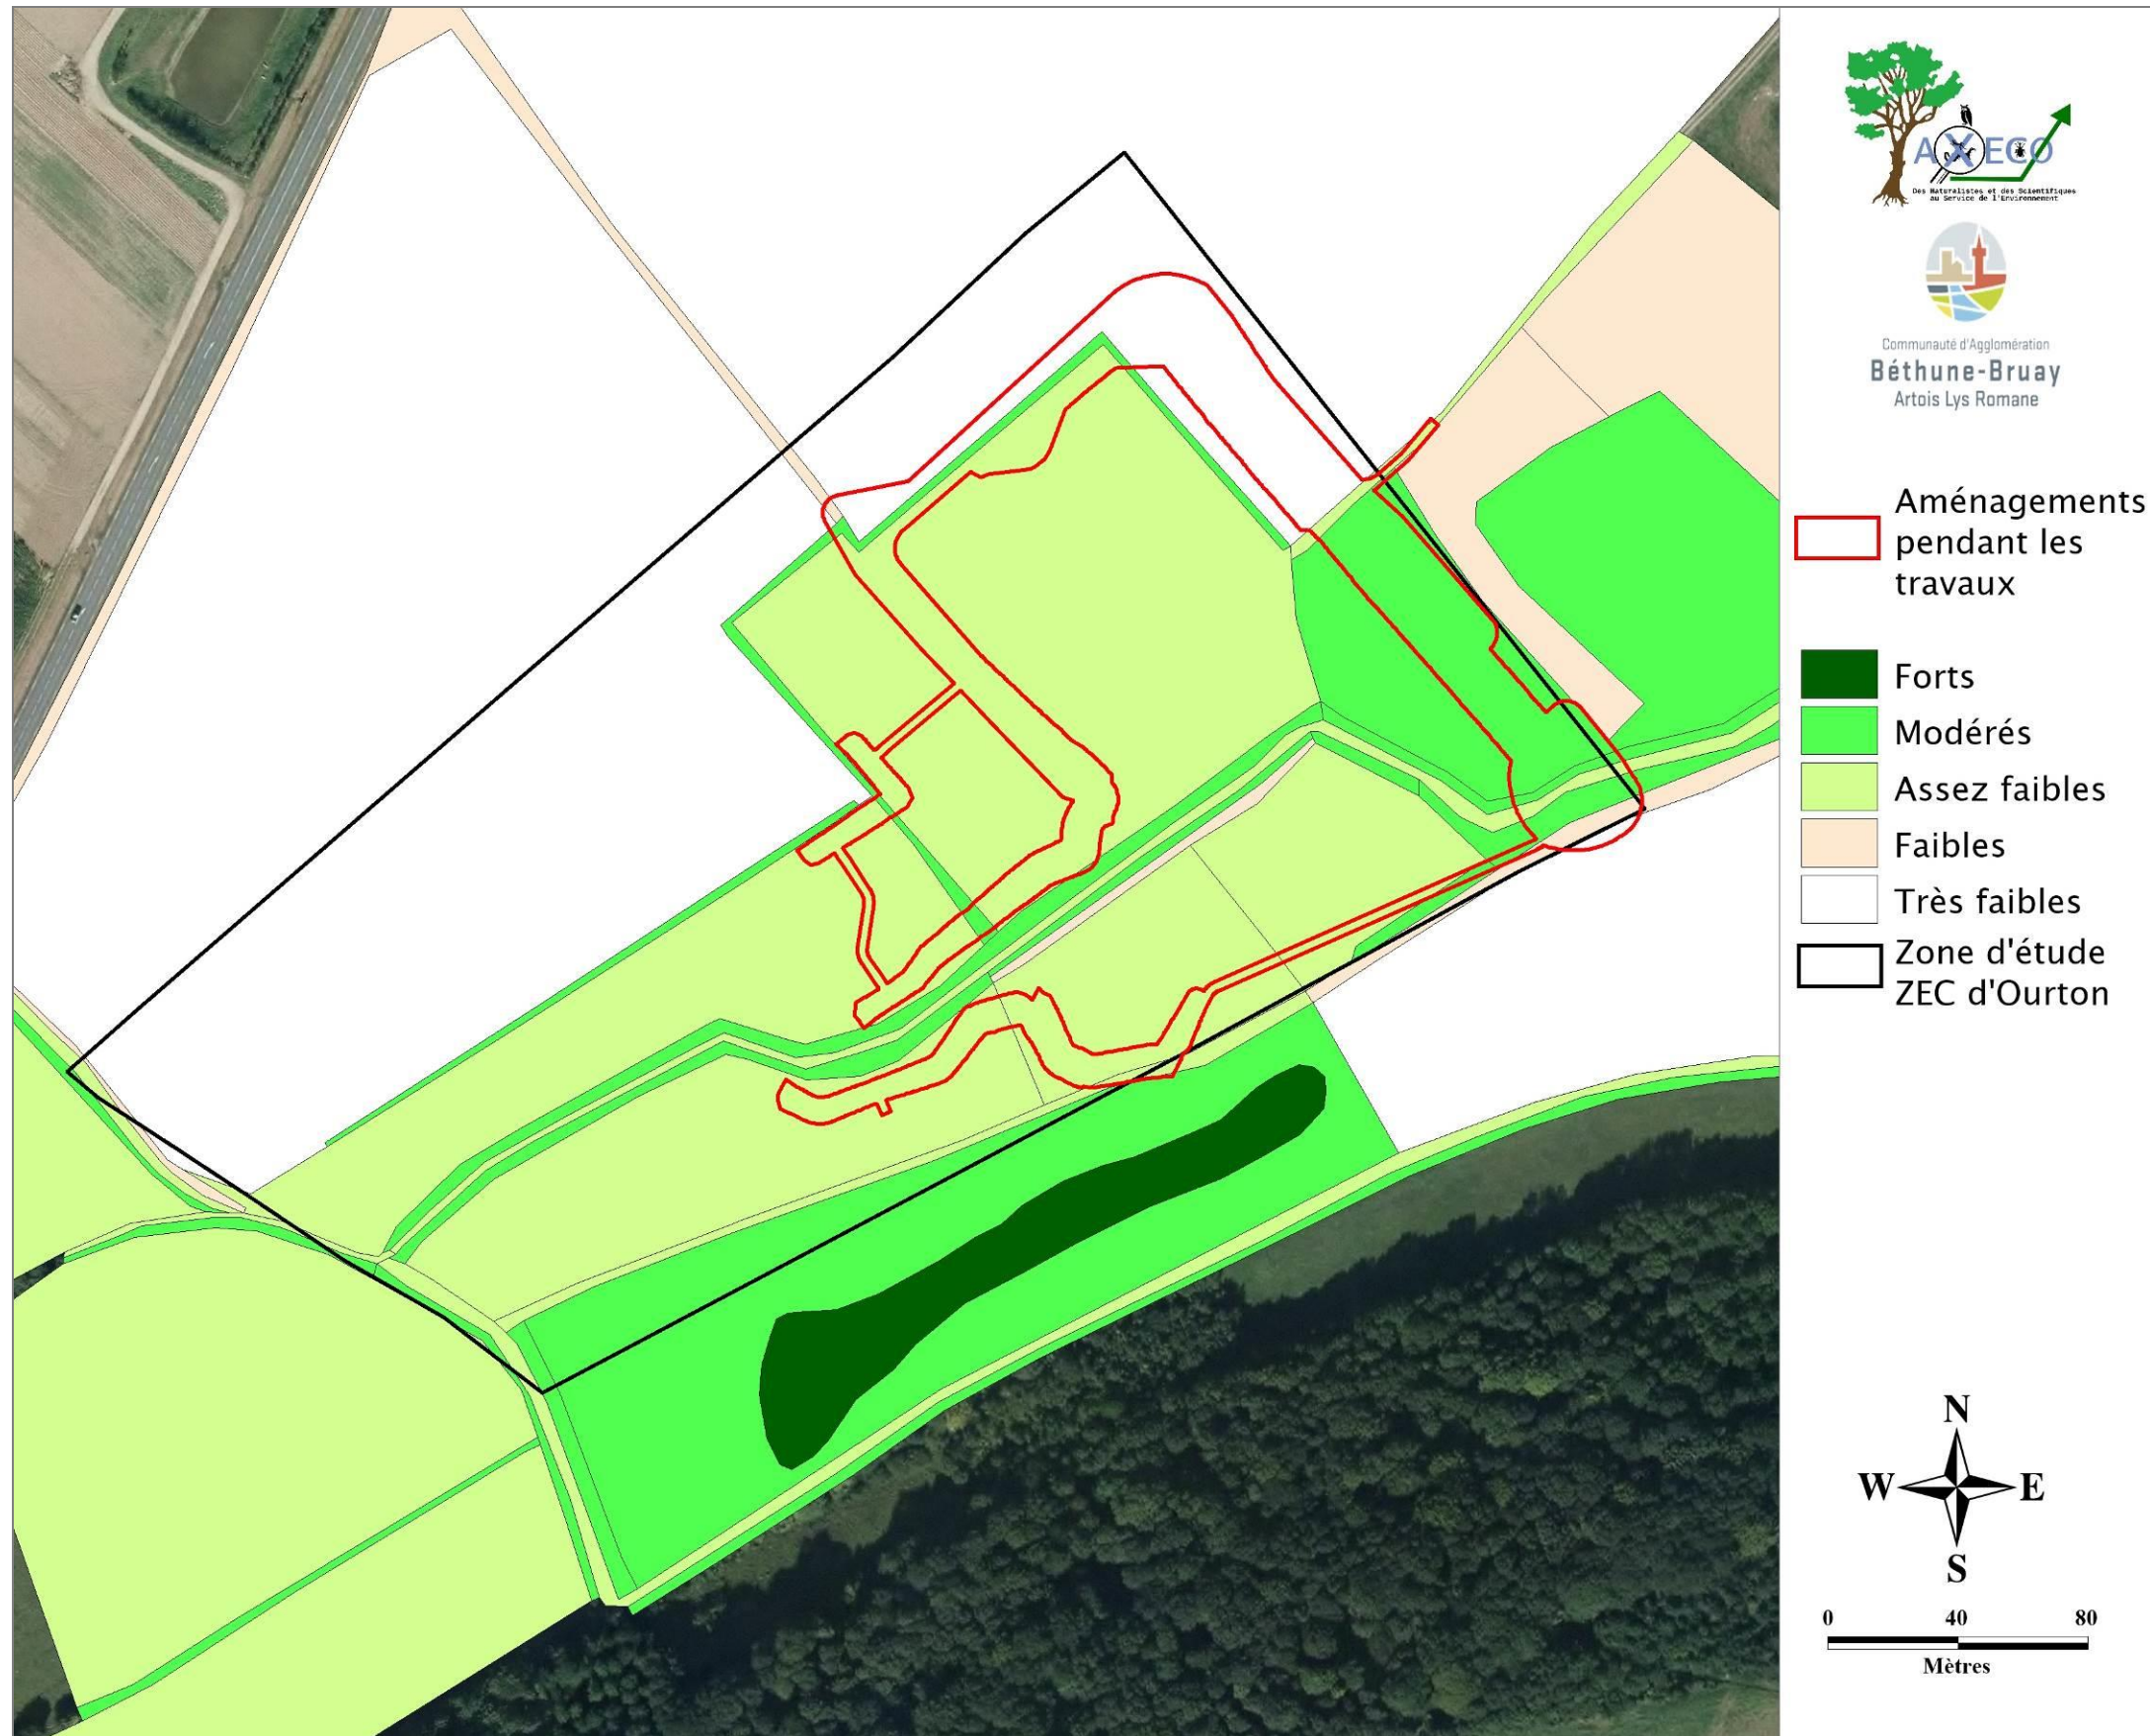 AXECO
Des Naturalistes et des Scientifiques
au Service de l'Environnement
Communauté d'Agglomération
Béthune-Bruay
Artois Lys Romane
Aménagements
pendant les
travaux
Forts
Modérés
Assez faibles
Faibles
Très faibles
Zone d'étude
ZEC d'Ourton
N
W E
S
0 40 80
Mètres